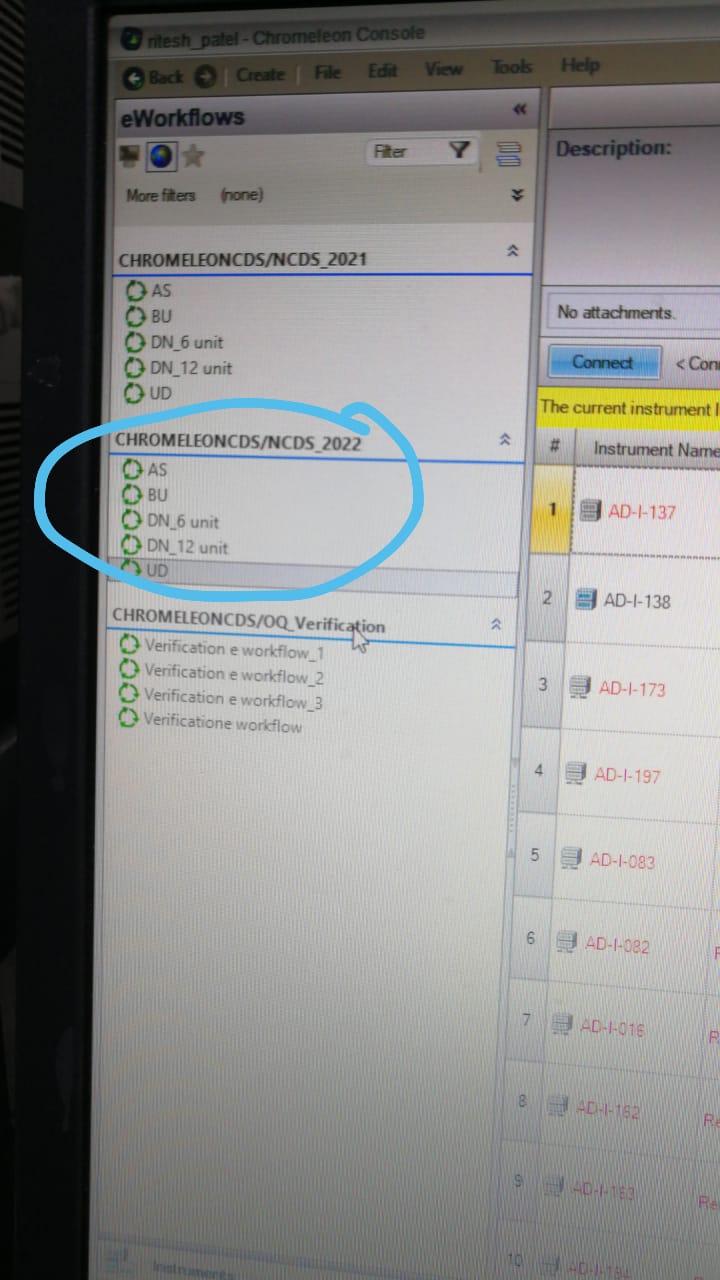 ritesh_patel - Chromeleon Console
Back Create File Edit View Tools Help
eWorkflows
Filter
More filters (none)
CHROMELEONCDS/NCDS_2021
AS
BU
DN_6 unit
DN_12 unit
UD
CHROMELEONCDS/NCDS_2022
AS
BU
DN_6 unit
DN_12 unit
UD
CHROMELEONCDS/OQ_Verification
Verification e workflow_1
Verification e workflow_2
Verification e workflow_3
Verificatione workflow
Instruments
Description:
No attachments.
Connect < Con
The current instrument
# Instrument Name
1 AD-I-137
2 AD-I-138
3 AD-I-173
4 AD-I-197
5 AD-I-083
6 AD-I-082
7 AD-I-016
8 AD-I-162
9 AD-I-163
10